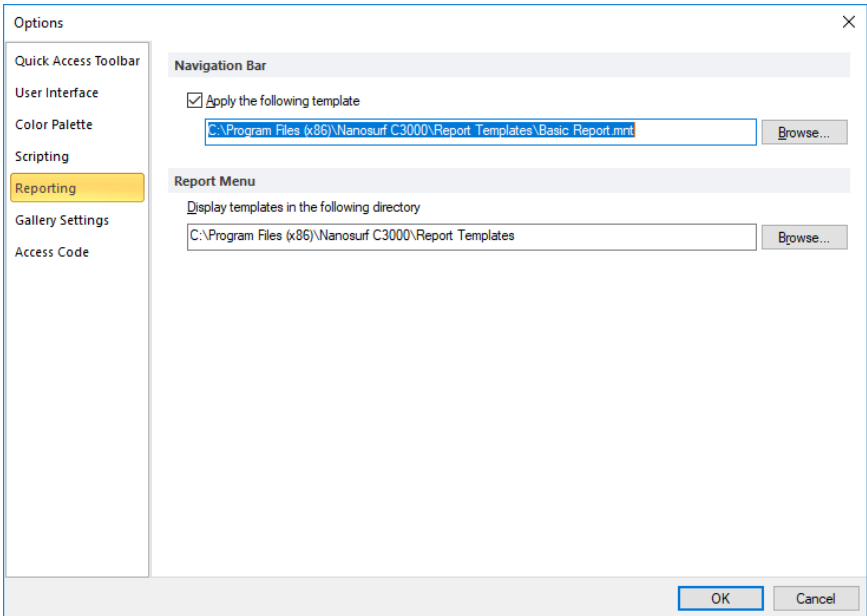 Options
Quick Access Toolbar
User Interface
Color Palette
Scripting
Reporting
Gallery Settings
Access Code
Navigation Bar
Apply the following template
C:\Program Files (x86)\Nanosurf C3000\Report Templates\Basic Report.mnt
Browse...
Report Menu
Display templates in the following directory
C:\Program Files (x86)\Nanosurf C3000\Report Templates
Browse...
OK
Cancel